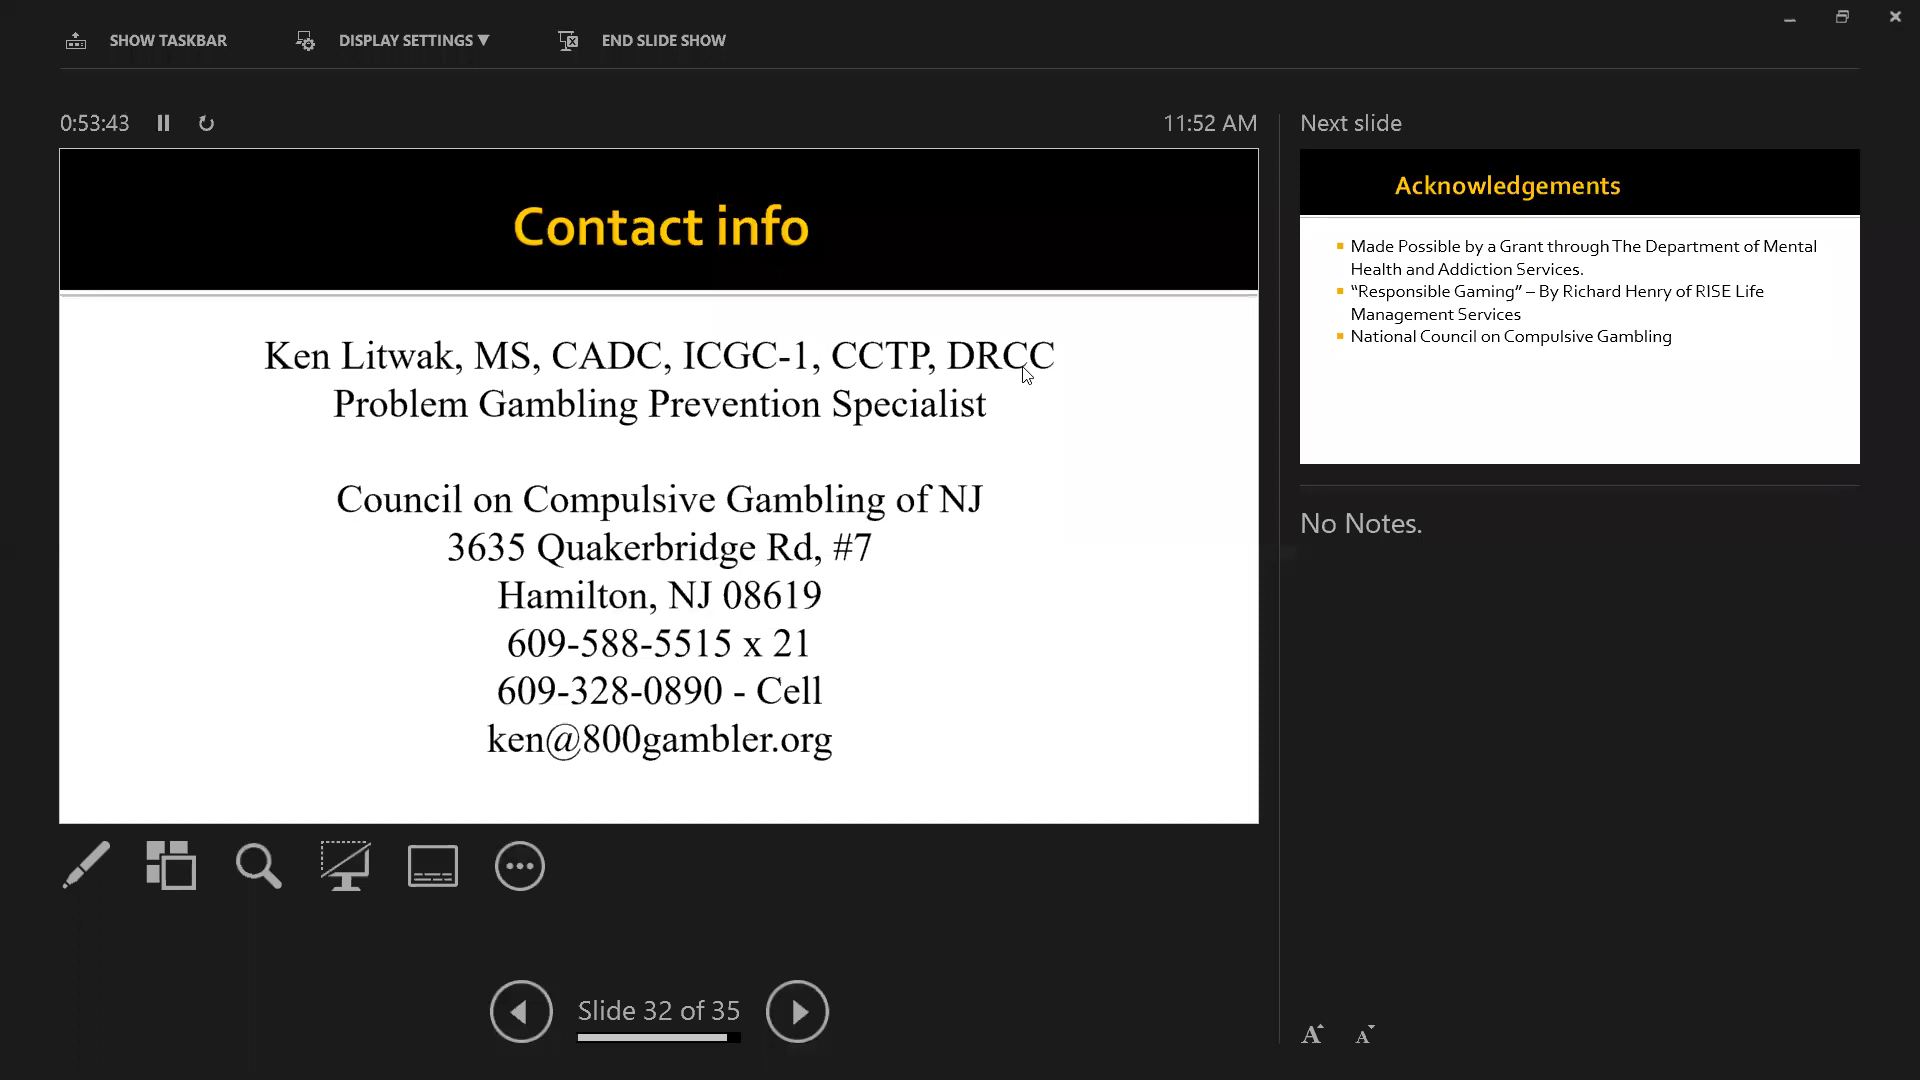 SHOW TASKBAR
DISPLAY SETTINGS ▼
END SLIDE SHOW
0:53:43
11:52 AM
Contact info
Ken Litwak, MS, CADC, ICGC-1, CCTP, DRCC
Problem Gambling Prevention Specialist
Council on Compulsive Gambling of NJ
3635 Quakerbridge Rd, #7
Hamilton, NJ 08619
609-588-5515 x 21
609-328-0890 - Cell
ken@800gambler.org
Slide 32 of 35
Next slide
Acknowledgements
Made Possible by a Grant through The Department of Mental
Health and Addiction Services.
“Responsible Gaming” – By Richard Henry of RISE Life
Management Services
National Council on Compulsive Gambling
No Notes.
A A